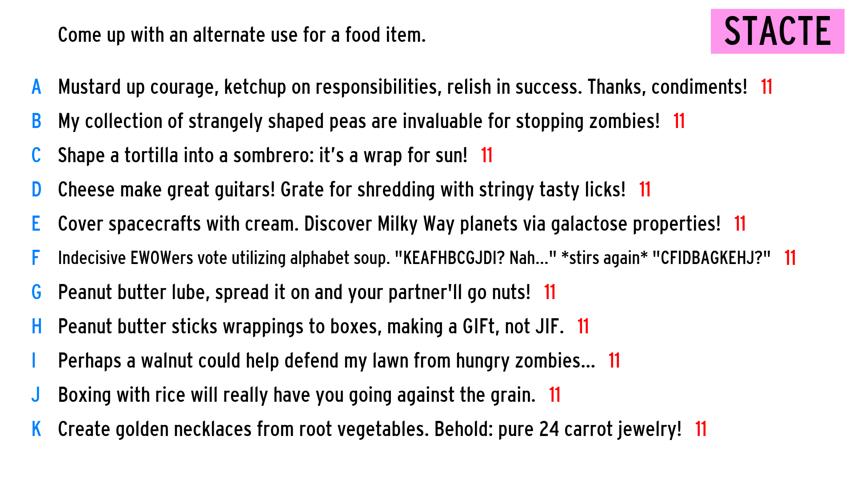 Come up with an alternate use for a food item.
STACTE
A Mustard up courage, ketchup on responsibilities, relish in success. Thanks, condiments! 11
B My collection of strangely shaped peas are invaluable for stopping zombies! 11
C Shape a tortilla into a sombrero: it's a wrap for sun! 11
D Cheese make great guitars! Grate for shredding with stringy tasty licks! 11
E Cover spacecrafts with cream. Discover Milky Way planets via galactose properties! 11
F Indecisive EWOWers vote utilizing alphabet soup. "KEAFHBCGJDI? Nah..." *stirs again* "CFIDBAGKEHJ?" 11
G Peanut butter lube, spread it on and your partner'll go nuts! 11
H Peanut butter sticks wrappings to boxes, making a GIFt, not JIF. 11
I Perhaps a walnut could help defend my lawn from hungry zombies... 11
J Boxing with rice will really have you going against the grain. 11
K Create golden necklaces from root vegetables. Behold: pure 24 carrot jewelry! 11